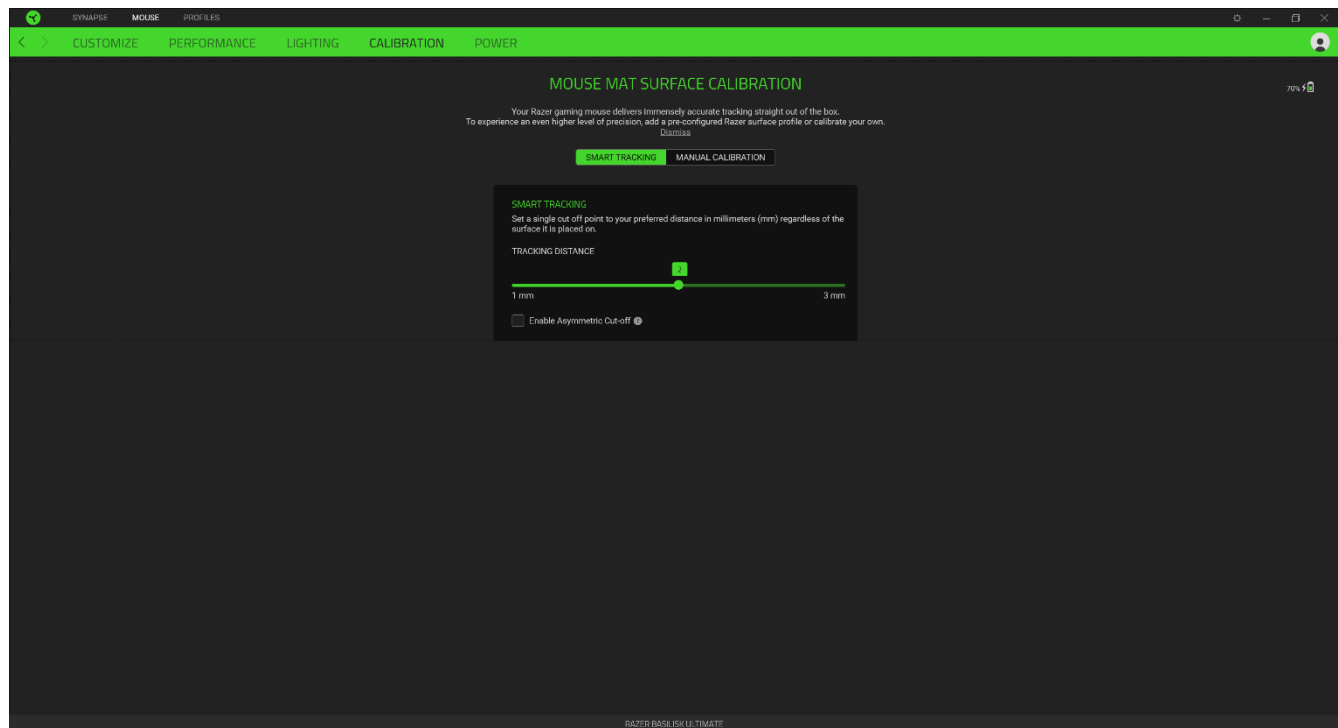 SYNAPSE MOUSE PROFILES
CUSTOMIZE PERFORMANCE LIGHTING CALIBRATION POWER
MOUSE MAT SURFACE CALIBRATION
70%
Your Razer gaming mouse delivers immensely accurate tracking straight out of the box.
To experience an even higher level of precision, add a pre-configured Razer surface profile or calibrate your own.
Dismiss
SMART TRACKING MANUAL CALIBRATION
SMART TRACKING
Set a single cut off point to your preferred distance in millimeters (mm) regardless of the
surface it is placed on.
TRACKING DISTANCE
2
1 mm 3 mm
Enable Asymmetric Cut-off ?
RAZER BASILISK ULTIMATE